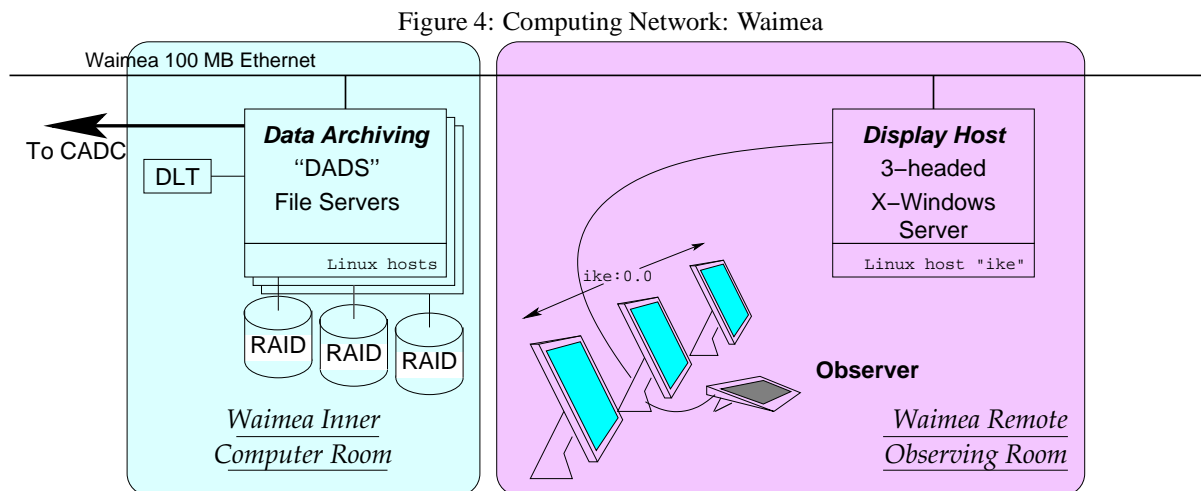 Figure 4: Computing Network: Waimea
Waimea 100 MB Ethernet
To CADC
DLT
Data Archiving
“DADS”
File Servers
Linux hosts
RAID
RAID
RAID
Waimea Inner
Computer Room
Display Host
3−headed
X−Windows
Server
Linux host "ike"
ike:0.0
Observer
Waimea Remote
Observing Room